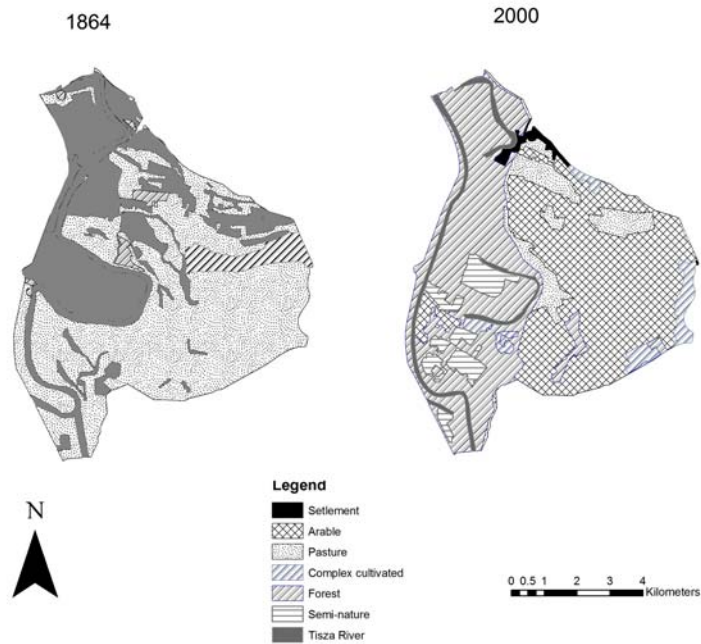 1864
2000
N
Legend
Setlement
Arable
Pasture
Complex cultivated
Forest
Semi-nature
Tisza River
0 0.5 1 2 3 4
Kilometers